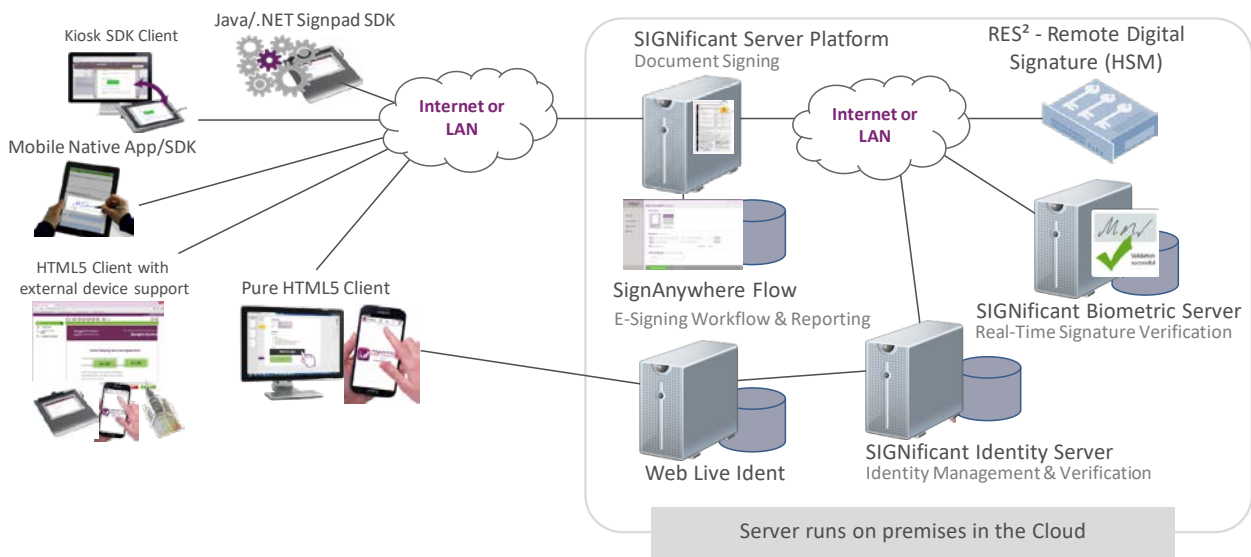 Java/.NET Signpad SDK
Kiosk SDK Client
Mobile Native App/SDK
HTML5 Client with
external device support
Pure HTML5 Client
Internet or
LAN
SIGNificant Server Platform
Document Signing
SignAnywhere Flow
E-Signing Workflow & Reporting
Web Live Ident
Internet or
LAN
RES² - Remote Digital
Signature (HSM)
Validation
successful
SIGNificant Biometric Server
Real-Time Signature Verification
SIGNificant Identity Server
Identity Management & Verification
Server runs on premises in the Cloud